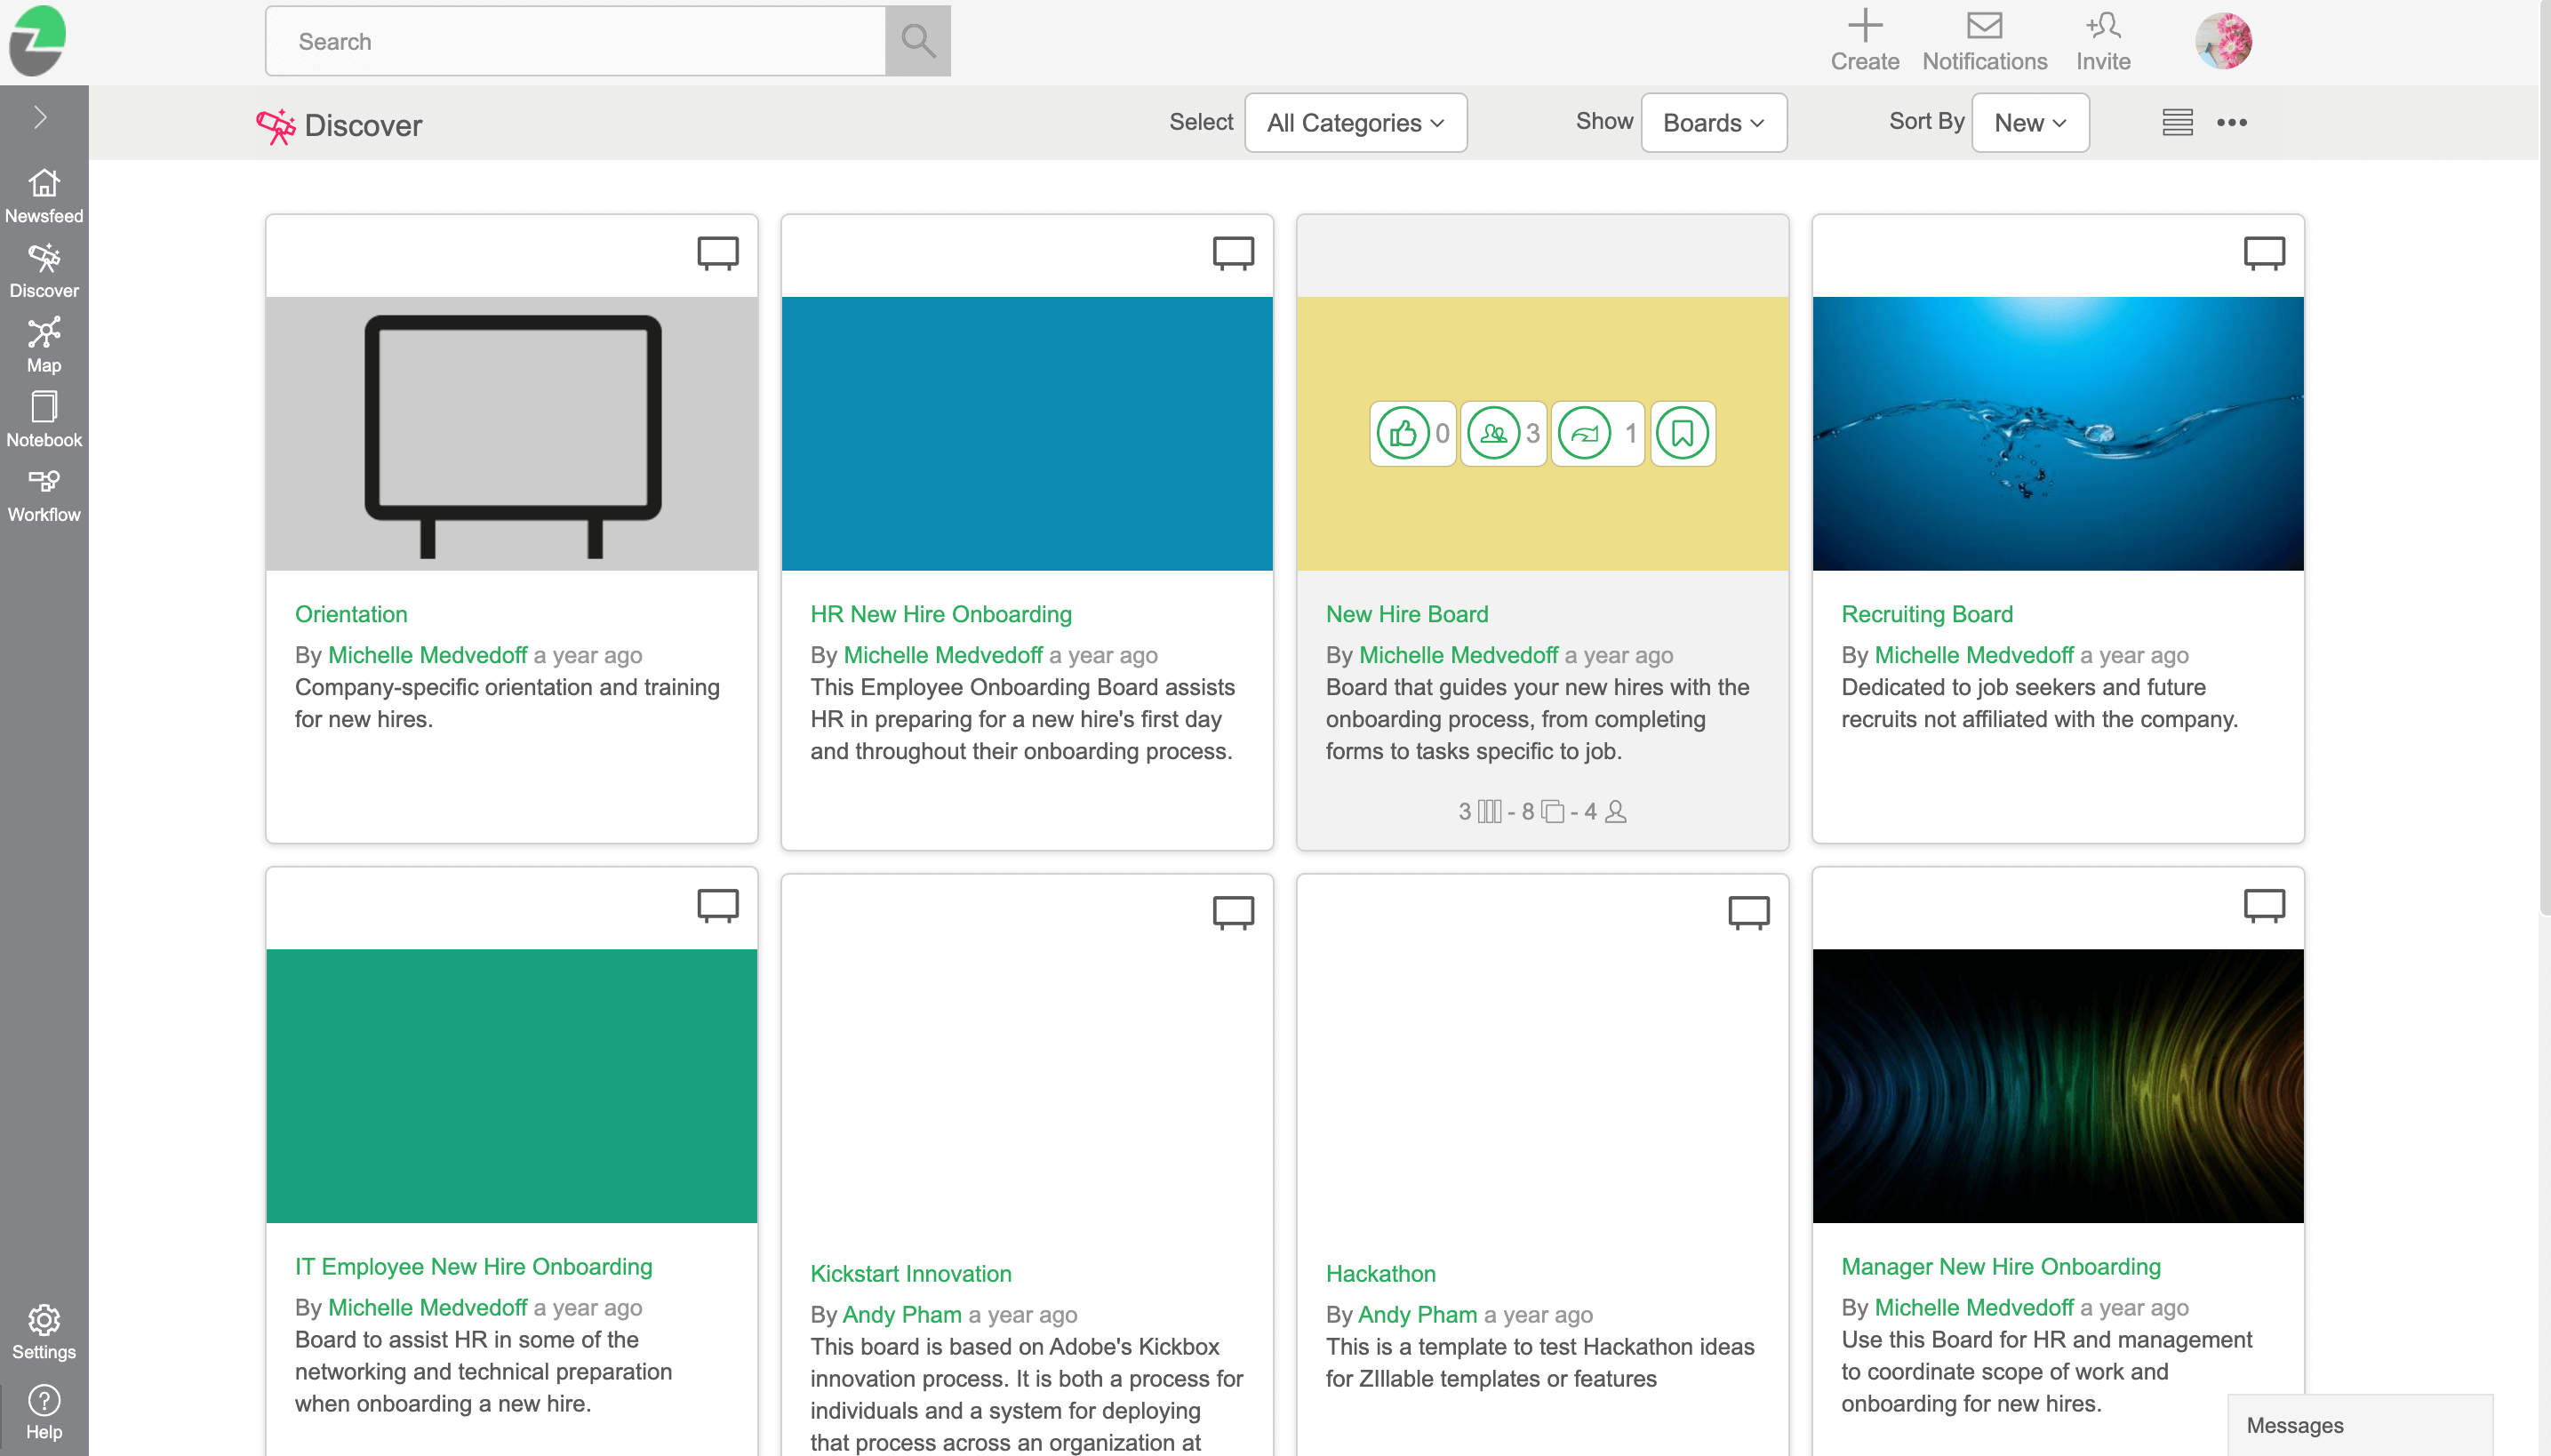 Search
Create
Notifications
Invite
Discover
Select
All Categories
Show
Boards
Sort By
New
Newsfeed
Discover
Map
Notebook
Workflow
Settings
Help
Orientation
By Michelle Medvedoff a year ago
Company-specific orientation and training
for new hires.
HR New Hire Onboarding
By Michelle Medvedoff a year ago
This Employee Onboarding Board assists
HR in preparing for a new hire's first day
and throughout their onboarding process.
0
3
1
New Hire Board
By Michelle Medvedoff a year ago
Board that guides your new hires with the
onboarding process, from completing
forms to tasks specific to job.
3 - 8 - 4
Recruiting Board
By Michelle Medvedoff a year ago
Dedicated to job seekers and future
recruits not affiliated with the company.
IT Employee New Hire Onboarding
By Michelle Medvedoff a year ago
Board to assist HR in some of the
networking and technical preparation
when onboarding a new hire.
Kickstart Innovation
By Andy Pham a year ago
This board is based on Adobe's Kickbox
innovation process. It is both a process for
individuals and a system for deploying
that process across an organization at
Hackathon
By Andy Pham a year ago
This is a template to test Hackathon ideas
for ZIllable templates or features
Manager New Hire Onboarding
By Michelle Medvedoff a year ago
Use this Board for HR and management
to coordinate scope of work and
onboarding for new hires.
Messages